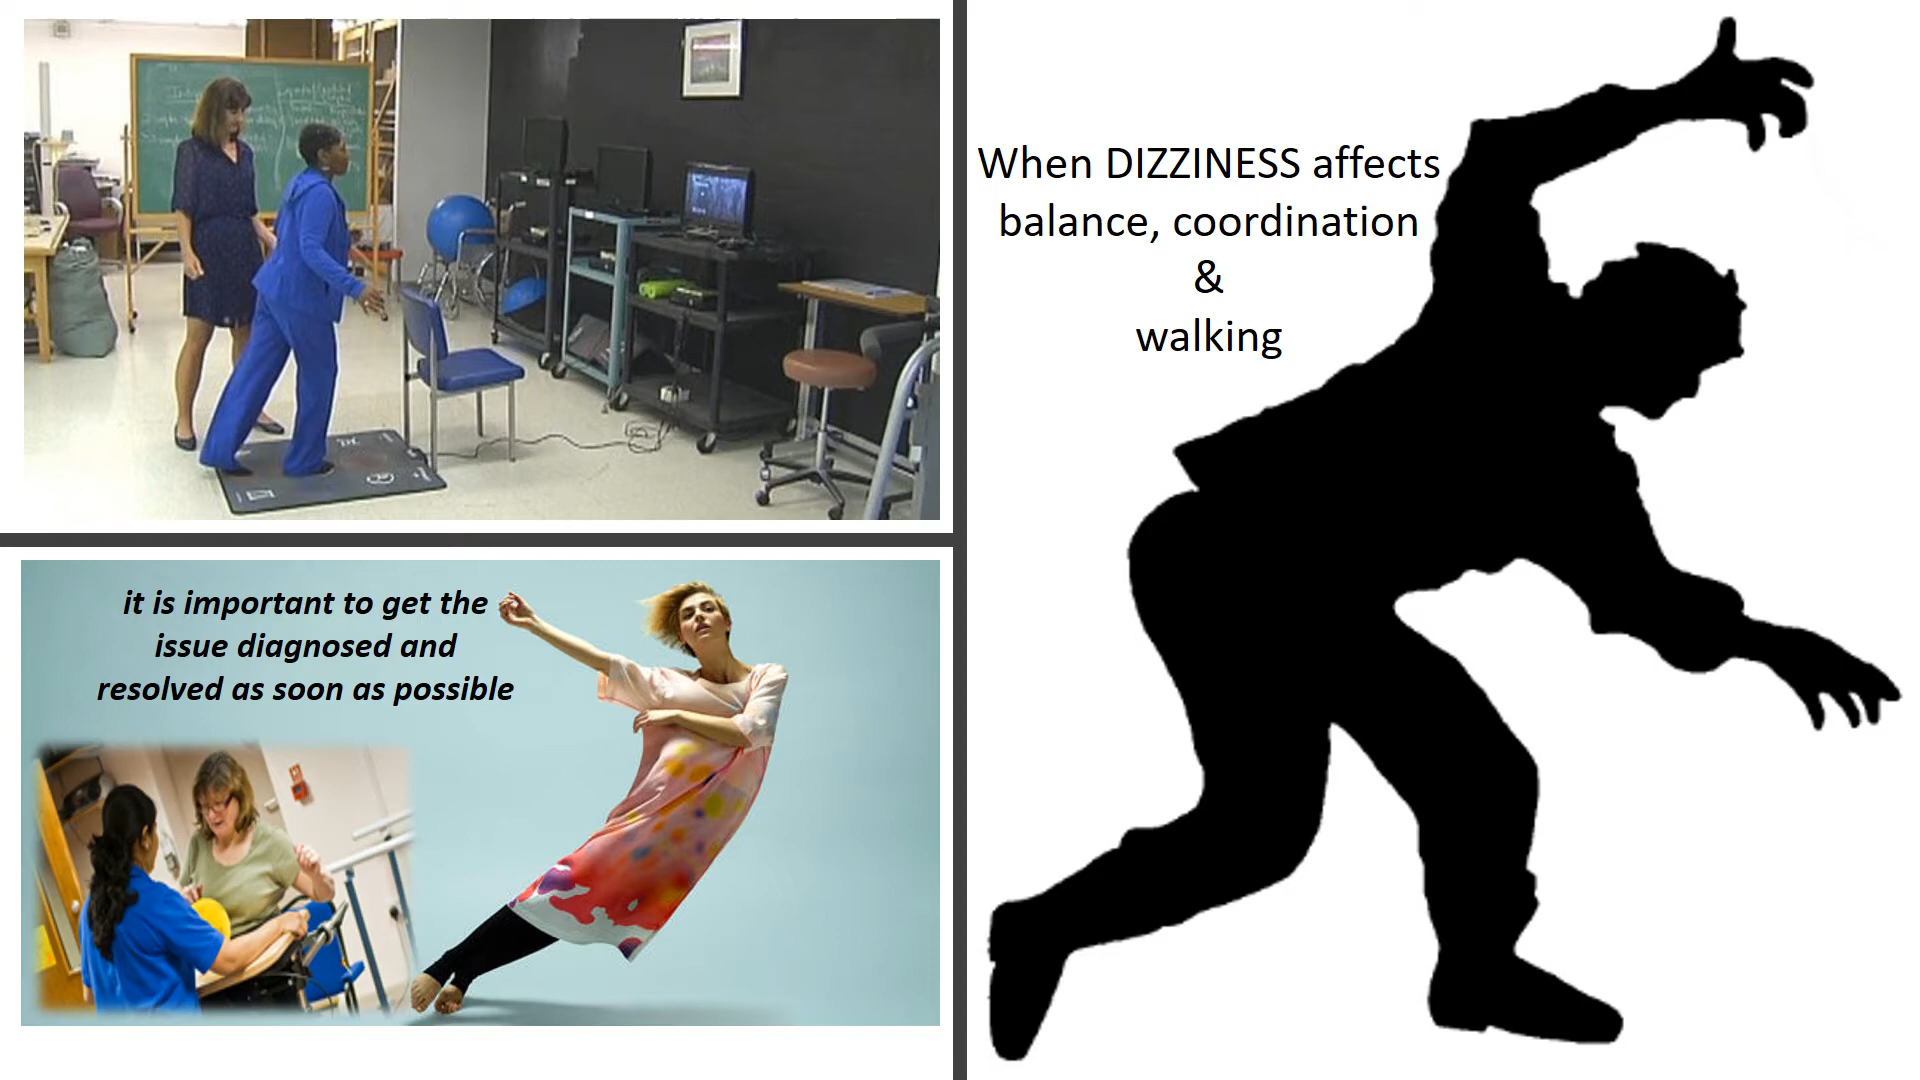 When DIZZINESS affects
balance, coordination
&
walking
it is important to get the
issue diagnosed and
resolved as soon as possible